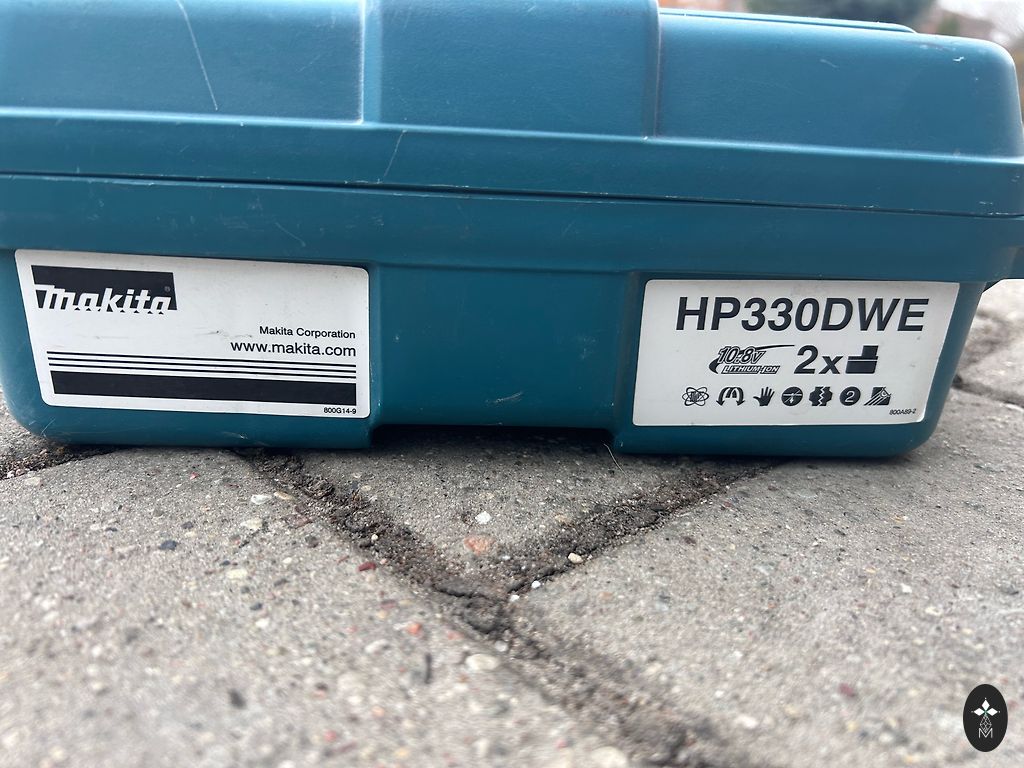 Makita
Makita Corporation
www.makita.com
800G14-9
HP330DWE
10.8V
LITHIUM-ION
2x
2
800A89-2
M